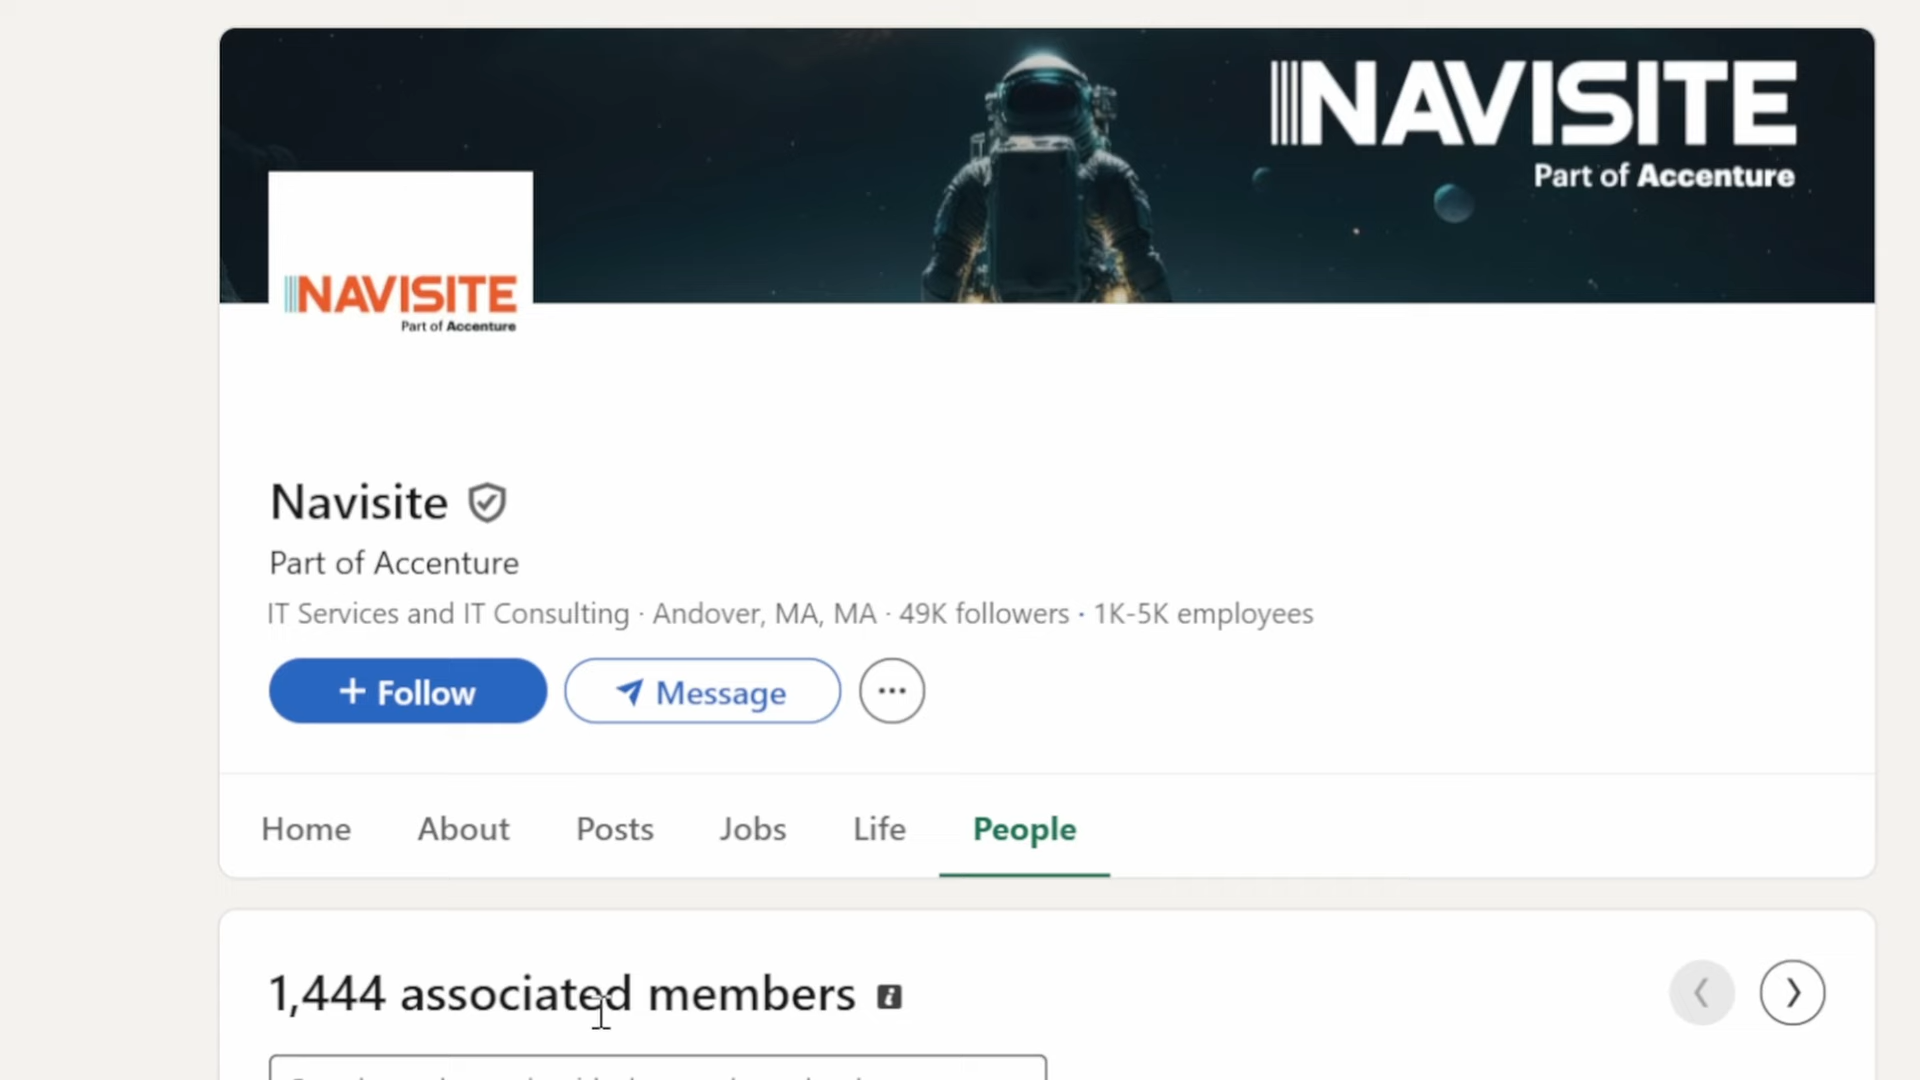 NAVISITE
Part of Accenture
NAVISITE
Part of Accenture
Navisite
Part of Accenture
IT Services and IT Consulting · Andover, MA, MA · 49K followers · 1K-5K employees
+ Follow
Message
Home About Posts Jobs Life People
1,444 associated members